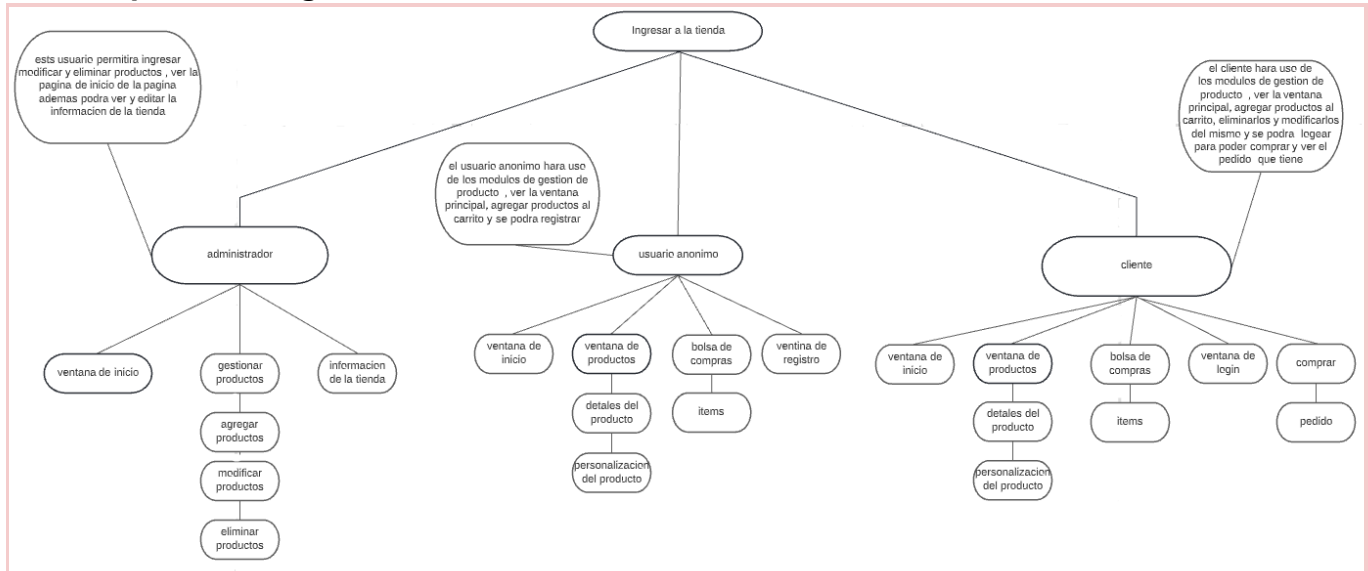 Ingresar a la tienda
ests usuario permitira ingresar
modificar y eliminar productos , ver la
pagina de inicio de la pagina
ademas podra ver y editar la
informacion de la tienda
el cliente hara uso de
los modulos de gestion de
producto , ver la ventana
principal, agregar productos al
carrito, eliminarlos y modificarlos
del mismo y se podra logear
para poder comprar y ver el
pedido que tiene
el usuario anonimo hara uso
de los modulos de gestion de
producto , ver la ventana
principal, agregar productos al
carrito y se podra registrar
administrador
usuario anonimo
cliente
ventana de inicio
gestionar
productos
informacion
de la tienda
agregar
productos
modificar
productos
eliminar
productos
ventana de
inicio
ventana de
productos
bolsa de
compras
ventina de
registro
detales del
producto
items
personalizacion
del producto
ventana de
inicio
ventana de
productos
bolsa de
compras
ventana de
login
comprar
detales del
producto
items
pedido
personalizacion
del producto